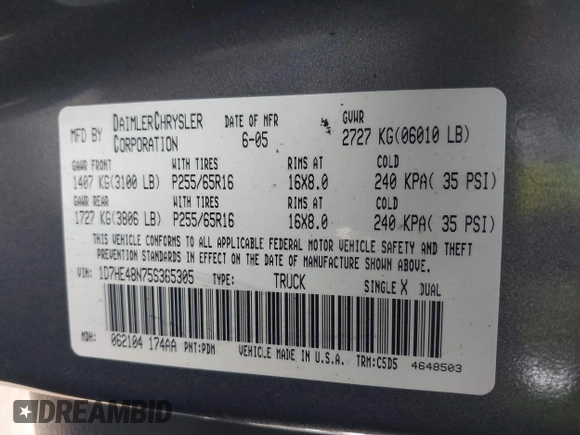 MFD BY DAIMLERCHRYSLER CORPORATION DATE OF MFR 6-05 GVWR 2727 KG(06010 LB)
GAWR FRONT WITH TIRES RIMS AT COLD
1407 KG(3100 LB) P255/65R16 16X8.0 240 KPA( 35 PSI)
GAWR REAR WITH TIRES RIMS AT COLD
1727 KG(3806 LB) P255/65R16 16X8.0 240 KPA( 35 PSI)
THIS VEHICLE CONFORMS TO ALL APPLICABLE FEDERAL MOTOR VEHICLE SAFETY AND THEFT
PREVENTION STANDARDS IN EFFECT ON THE DATE OF MANUFACTURE SHOWN ABOVE.
VIN: 1D7HE48N75S365305 TYPE: TRUCK SINGLE X DUAL
MDH: 062104 174AA PNT:PDM VEHICLE MADE IN U.S.A. TRM:C5D5 4648503
DREAMBID